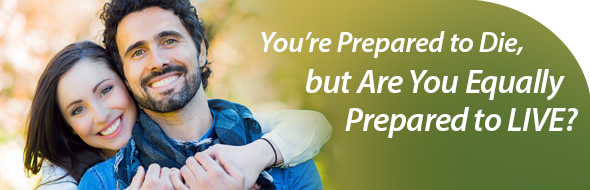 You’re Prepared to Die,
but Are You Equally
Prepared to LIVE?